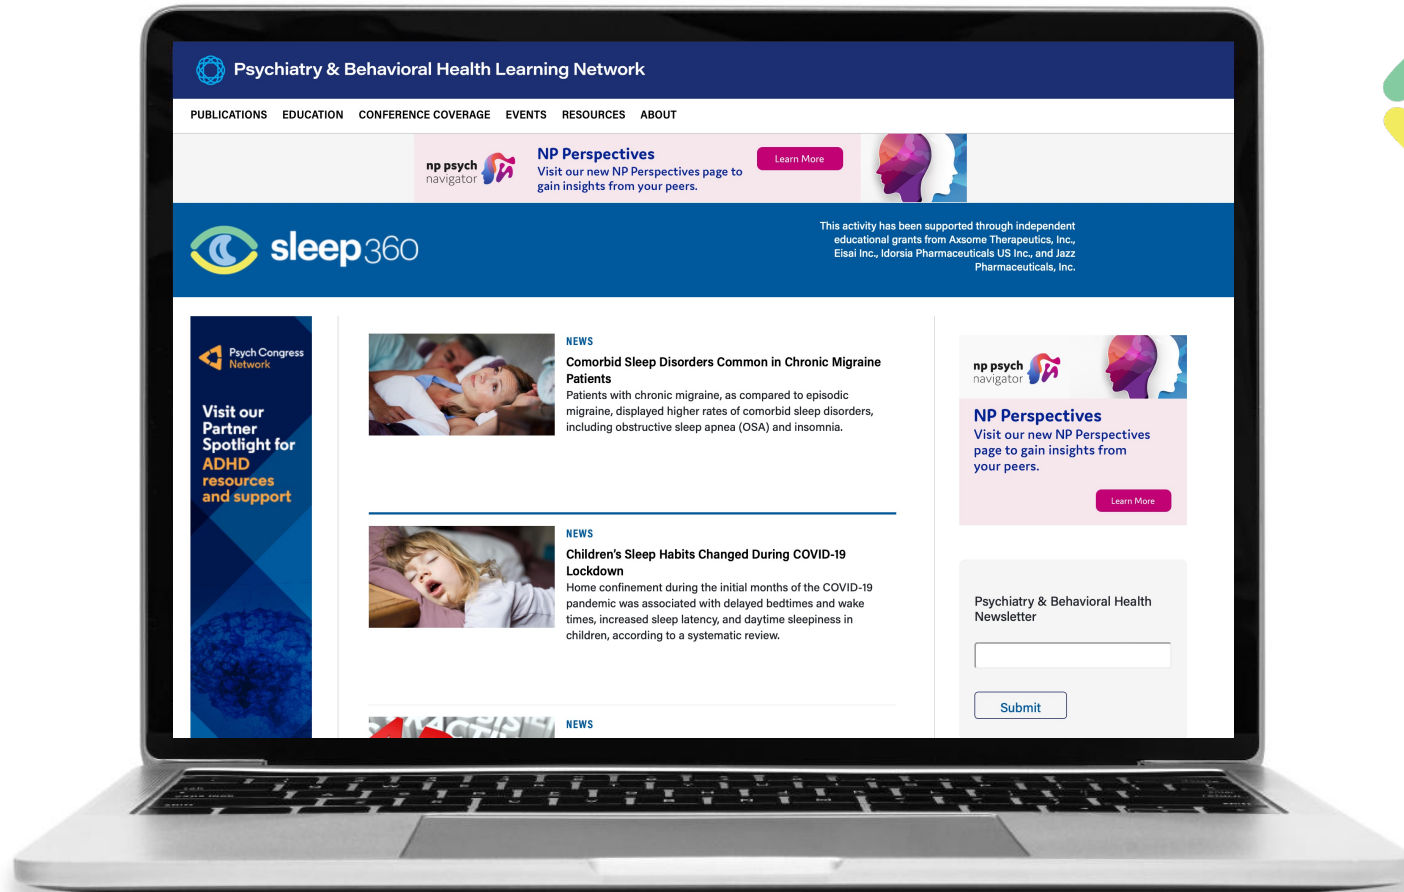 Psychiatry & Behavioral Health Learning Network
PUBLICATIONS EDUCATION CONFERENCE COVERAGE EVENTS RESOURCES ABOUT
np psych
navigator
NP Perspectives
Visit our new NP Perspectives page to
gain insights from your peers.
Learn More
sleep360
This activity has been supported through independent
educational grants from Axsome Therapeutics, Inc.,
Eisai Inc., Idorsia Pharmaceuticals US Inc., and Jazz
Pharmaceuticals, Inc.
Psych Congress
Network
Visit our
Partner
Spotlight for
ADHD
resources
and support
NEWS
Comorbid Sleep Disorders Common in Chronic Migraine
Patients
Patients with chronic migraine, as compared to episodic
migraine, displayed higher rates of comorbid sleep disorders,
including obstructive sleep apnea (OSA) and insomnia.
NEWS
Children's Sleep Habits Changed During COVID-19
Lockdown
Home confinement during the initial months of the COVID-19
pandemic was associated with delayed bedtimes and wake
times, increased sleep latency, and daytime sleepiness in
children, according to a systematic review.
NEWS
np psych
navigator
NP Perspectives
Visit our new NP Perspectives
page to gain insights from
your peers.
Learn More
Psychiatry & Behavioral Health
Newsletter
Submit